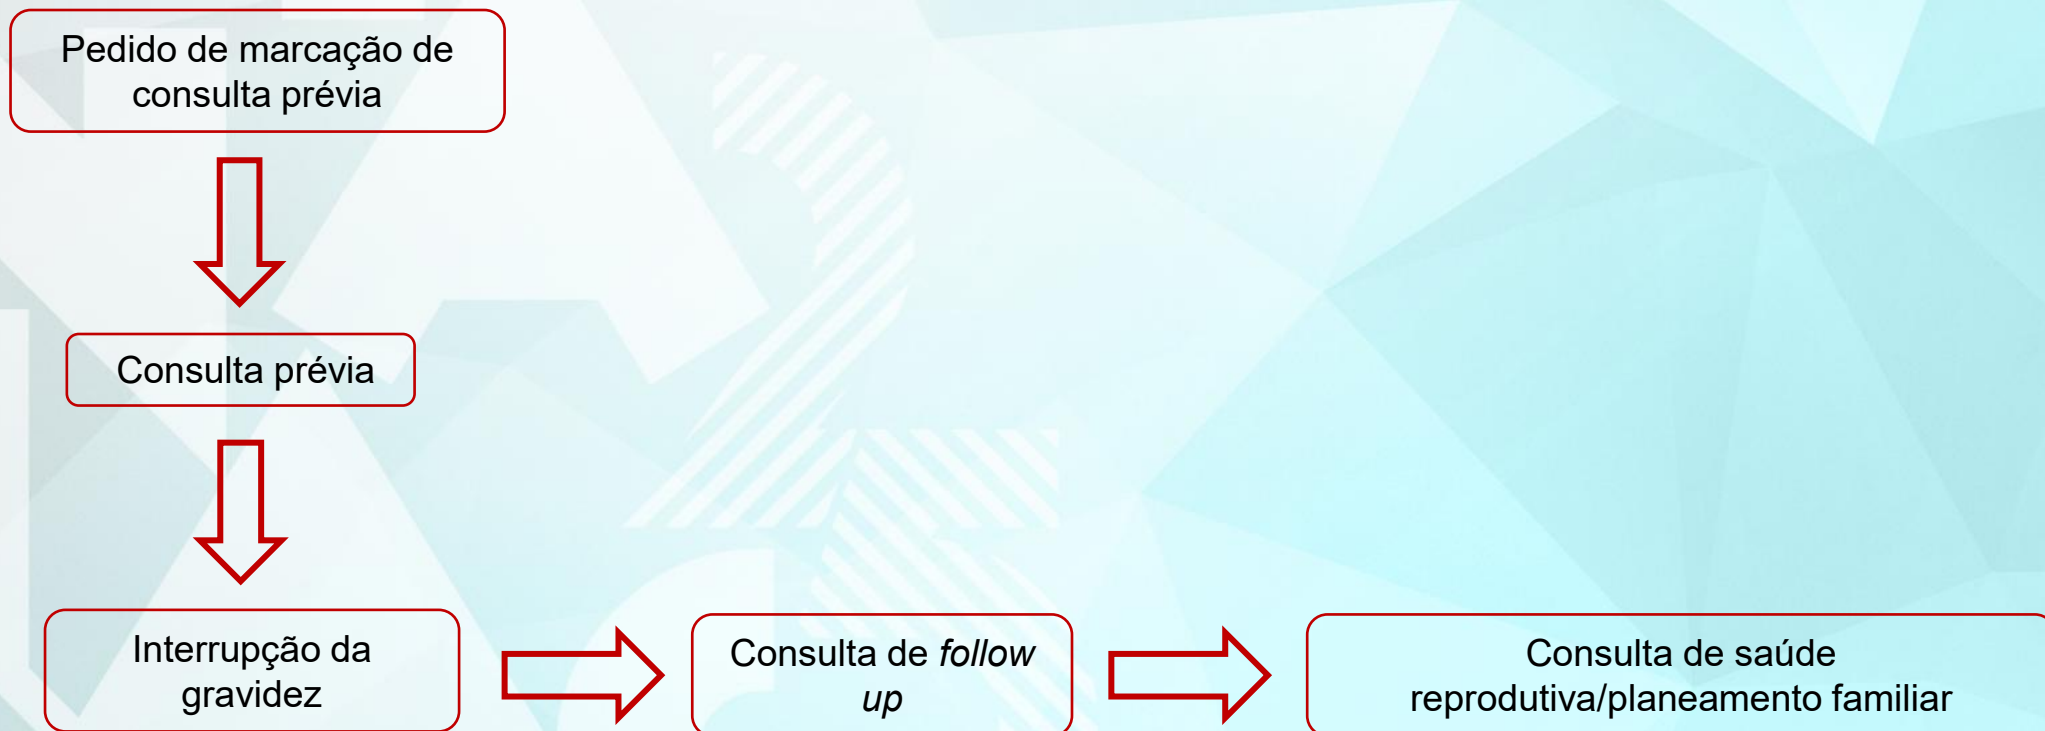 Pedido de marcação de
consulta prévia
Consulta prévia
Interrupção da
gravidez
Consulta de follow
up
Consulta de saúde
reprodutiva/planeamento familiar